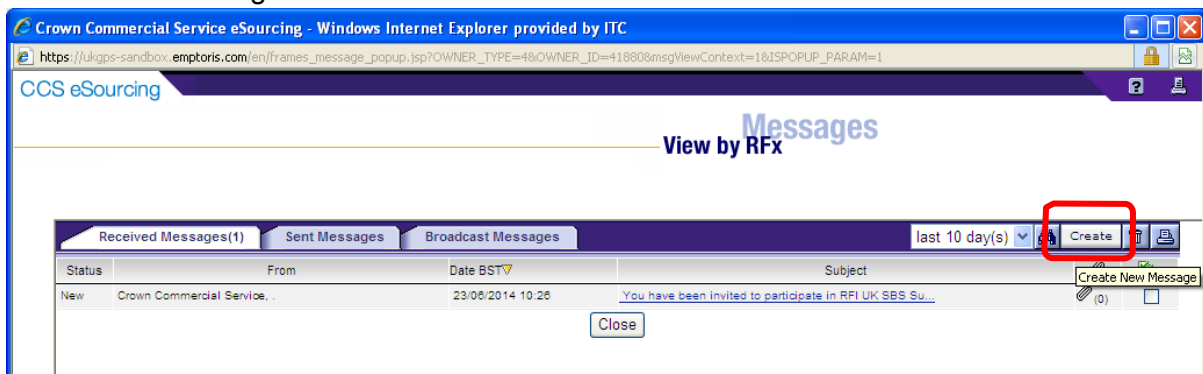 Crown Commercial Service eSourcing - Windows Internet Explorer provided by ITC
https://ukgps-sandbox.emptoris.com/en/frames_message_popup.jsp?OWNER_TYPE=4&OWNER_ID=41880&msgViewContext=1&ISPOPUP_PARAM=1
CCS eSourcing
Messages
View by RFx
Received Messages(1) Sent Messages Broadcast Messages last 10 day(s) Create
Status From Date BST Subject
Create New Message
New Crown Commercial Service, . 23/06/2014 10:26 You have been invited to participate in RFI UK SBS Su... (0)
Close